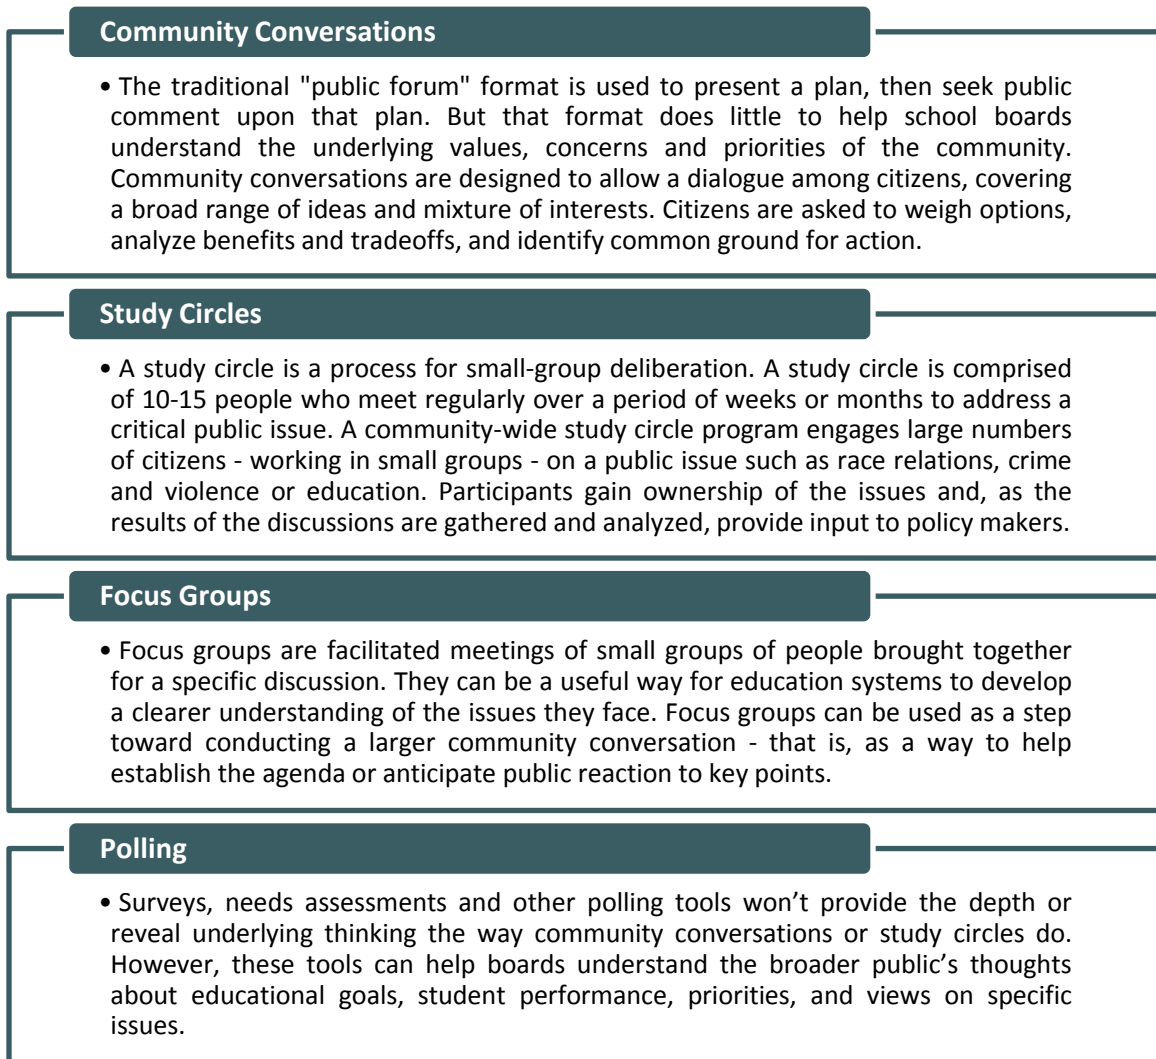 Community Conversations
• The traditional "public forum" format is used to present a plan, then seek public
comment upon that plan. But that format does little to help school boards
understand the underlying values, concerns and priorities of the community.
Community conversations are designed to allow a dialogue among citizens, covering
a broad range of ideas and mixture of interests. Citizens are asked to weigh options,
analyze benefits and tradeoffs, and identify common ground for action.
Study Circles
• A study circle is a process for small-group deliberation. A study circle is comprised
of 10-15 people who meet regularly over a period of weeks or months to address a
critical public issue. A community-wide study circle program engages large numbers
of citizens - working in small groups - on a public issue such as race relations, crime
and violence or education. Participants gain ownership of the issues and, as the
results of the discussions are gathered and analyzed, provide input to policy makers.
Focus Groups
• Focus groups are facilitated meetings of small groups of people brought together
for a specific discussion. They can be a useful way for education systems to develop
a clearer understanding of the issues they face. Focus groups can be used as a step
toward conducting a larger community conversation - that is, as a way to help
establish the agenda or anticipate public reaction to key points.
Polling
• Surveys, needs assessments and other polling tools won’t provide the depth or
reveal underlying thinking the way community conversations or study circles do.
However, these tools can help boards understand the broader public’s thoughts
about educational goals, student performance, priorities, and views on specific
issues.